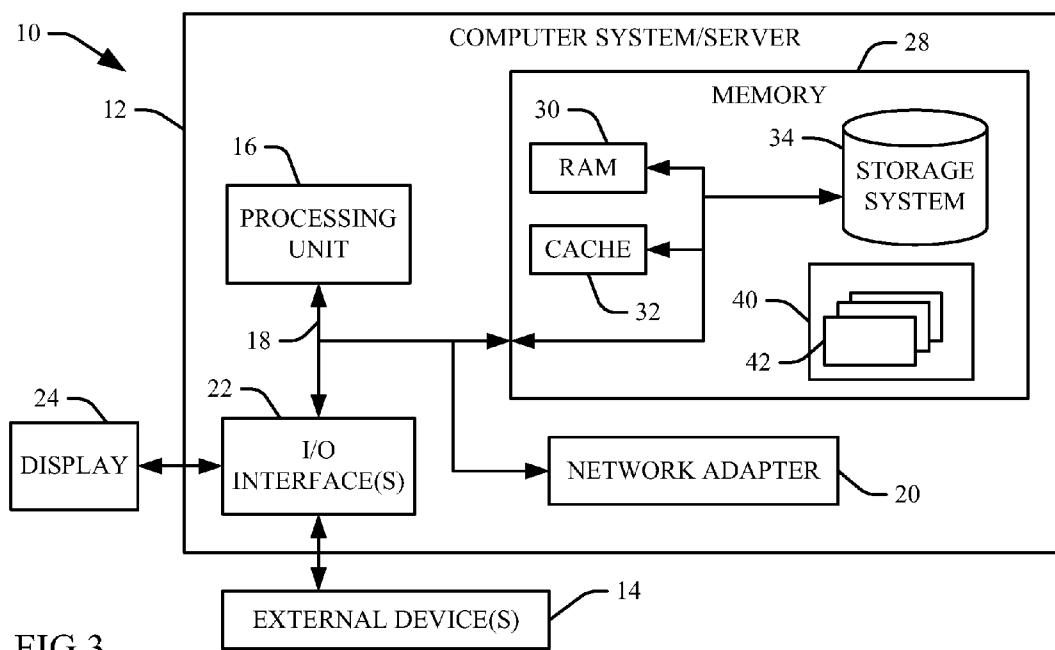 10
COMPUTER SYSTEM/SERVER
28
12
MEMORY
30
34
16
RAM
STORAGE
SYSTEM
PROCESSING
UNIT
CACHE
32
40
18
42
24
22
DISPLAY
I/O
INTERFACE(S)
NETWORK ADAPTER
20
EXTERNAL DEVICE(S)
14
FIG 3